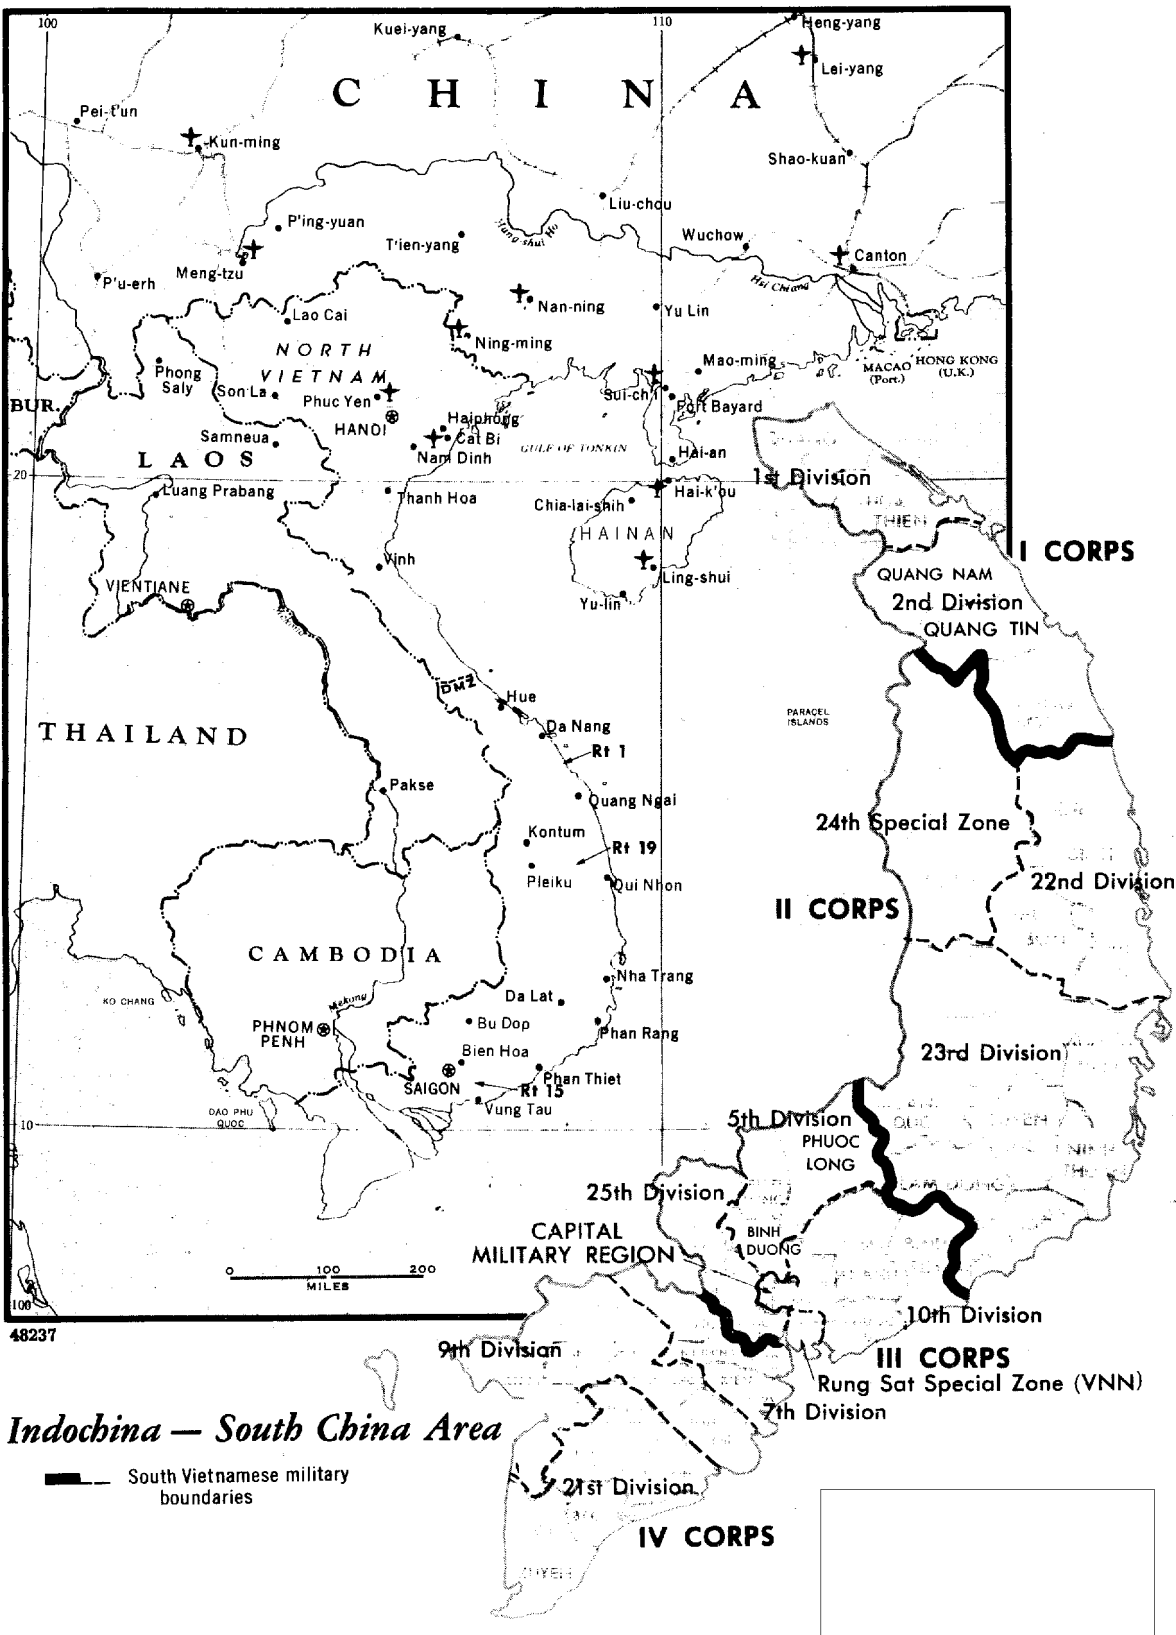 100
110
Heng-yang
Kuei-yang
Lei-yang
C H I N A
Pei-t'un
Kun-ming
Shao-kuan
Liu-chou
P'ing-yuan
T'ien-yang
Hung-shui Ho
Wuchow
Canton
Meng-tzu
P'u-erh
Hsi Chiang
Nan-ning
Yu Lin
Lao Cai
Ning-ming
NORTH
VIETNAM
Mao-ming
MACAO
(Port.)
HONG KONG
(U.K.)
Phong
Saly
Son La
Phuc Yen
Sui-ch'i
Fort Bayard
BUR.
HANOI
Haiphong
Cat Bi
Samneua
Nam Dinh
GULF OF TONKIN
Hai-an
LAOS
20
1st Division
Luang Prabang
Thanh Hoa
Chia-lai-shih
Hai-k'ou
THIEN
HAINAN
I CORPS
Vinh
Ling-shui
QUANG NAM
VIENTIANE
Yu-lin
2nd Division
QUANG TIN
DMZ
Hue
PARACEL
ISLANDS
THAILAND
Da Nang
Rt 1
Pakse
Quang Ngai
24th Special Zone
Kontum
Rt 19
Pleiku
Qui Nhon
22nd Division
II CORPS
CAMBODIA
Nha Trang
KO CHANG
Mekong
Da Lat
PHNOM
PENH
Bu Dop
Phan Rang
Bien Hoa
23rd Division
SAIGON
Phan Thiet
Rt 15
Vung Tau
DAO PHU
QUOC
10
5th Division
PHUOC
LONG
25th Division
CAPITAL
MILITARY REGION
BINH
DUONG
0 100 200
MILES
100
10th Division
48237
9th Division
III CORPS
Rung Sat Special Zone (VNN)
7th Division
Indochina — South China Area
South Vietnamese military
boundaries
21st Division
IV CORPS